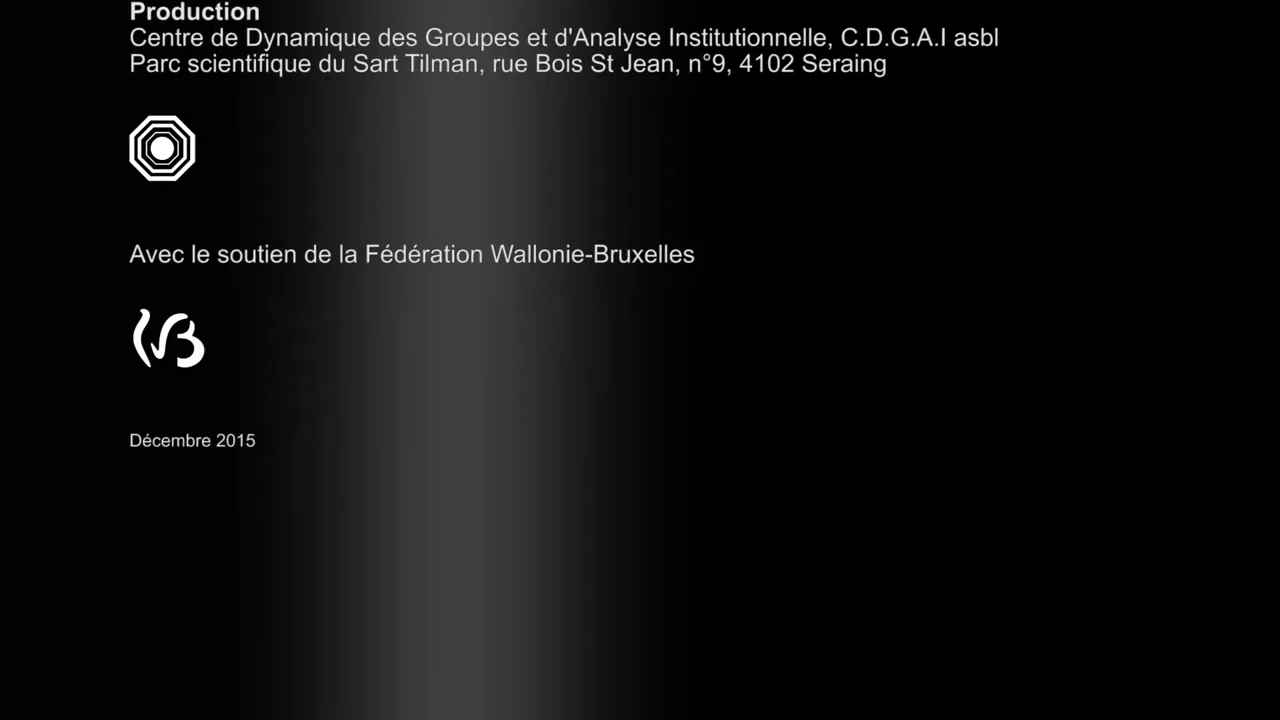 Production
Centre de Dynamique des Groupes et d'Analyse Institutionnelle, C.D.G.A.I asbl
Parc scientifique du Sart Tilman, rue Bois St Jean, n°9, 4102 Seraing
Avec le soutien de la Fédération Wallonie-Bruxelles
Décembre 2015